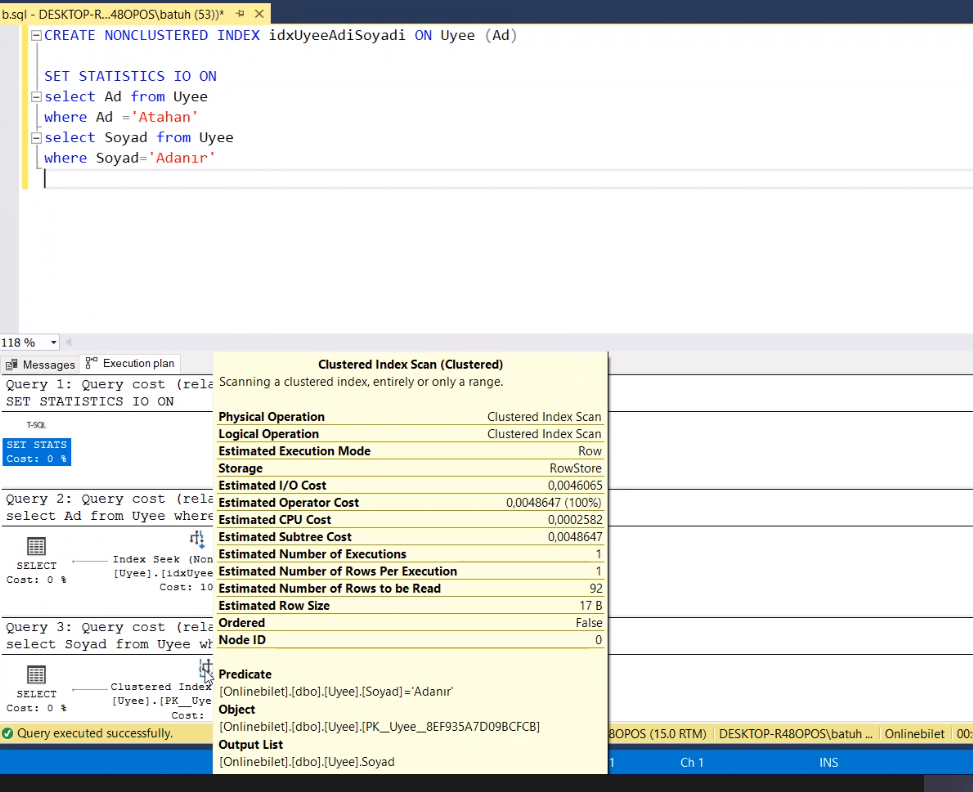 b.sql - DESKTOP-R...48OPOS\batuh (53))*
CREATE NONCLUSTERED INDEX idxUyeeAdiSoyadi ON Uyee (Ad)
SET STATISTICS IO ON
select Ad from Uyee
where Ad ='Atahan'
select Soyad from Uyee
where Soyad='Adanır'
118 %
Messages Execution plan
Query 1: Query cost (rela
SET STATISTICS IO ON
T-SQL
SET STATS
Cost: 0 %
Query 2: Query cost (rela
select Ad from Uyee where
SELECT
Cost: 0 %
Index Seek (Non
[Uyee].[idxUyee
Cost: 10
Query 3: Query cost (rela
select Soyad from Uyee wh
SELECT
Cost: 0 %
Clustered Index
[Uyee].[PK__Uye
Cost:
Clustered Index Scan (Clustered)
Scanning a clustered index, entirely or only a range.
Physical Operation Clustered Index Scan
Logical Operation Clustered Index Scan
Estimated Execution Mode Row
Storage RowStore
Estimated I/O Cost 0,0046065
Estimated Operator Cost 0,0048647 (100%)
Estimated CPU Cost 0,0002582
Estimated Subtree Cost 0,0048647
Estimated Number of Executions 1
Estimated Number of Rows Per Execution 1
Estimated Number of Rows to be Read 92
Estimated Row Size 17 B
Ordered False
Node ID 0
Predicate
[Onlinebilet].[dbo].[Uyee].[Soyad]='Adanır'
Object
[Onlinebilet].[dbo].[Uyee].[PK__Uyee__8EF935A7D09BCFCB]
Output List
[Onlinebilet].[dbo].[Uyee].Soyad
Query executed successfully. 8OPOS (15.0 RTM) DESKTOP-R48OPOS\batuh ... Onlinebilet 00:
1 Ch 1 INS